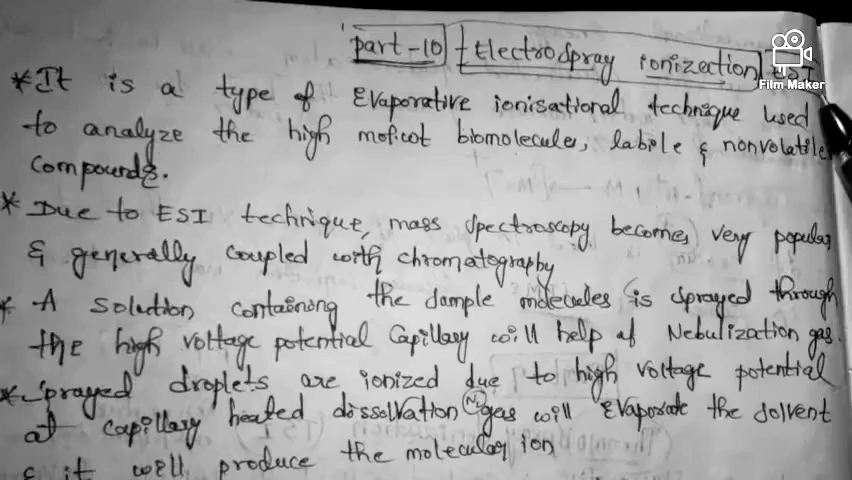 part-10 Electrospray ionization ESI
Film Maker
* It is a type of Evaporative ionisational technique used
to analyze the high mol·wt biomolecules, labile & nonvolatile
compounds.
* Due to ESI technique, mass spectroscopy becomes very popular
& generally coupled with chromatography
* A solution containing the sample molecules is sprayed through
the high voltage potential capillary will help of Nebulization gas.
* Sprayed droplets are ionized due to high voltage potential
at capillary heated dissolvation (N2) gas will Evaporate the solvent
& it will produce the molecular ion